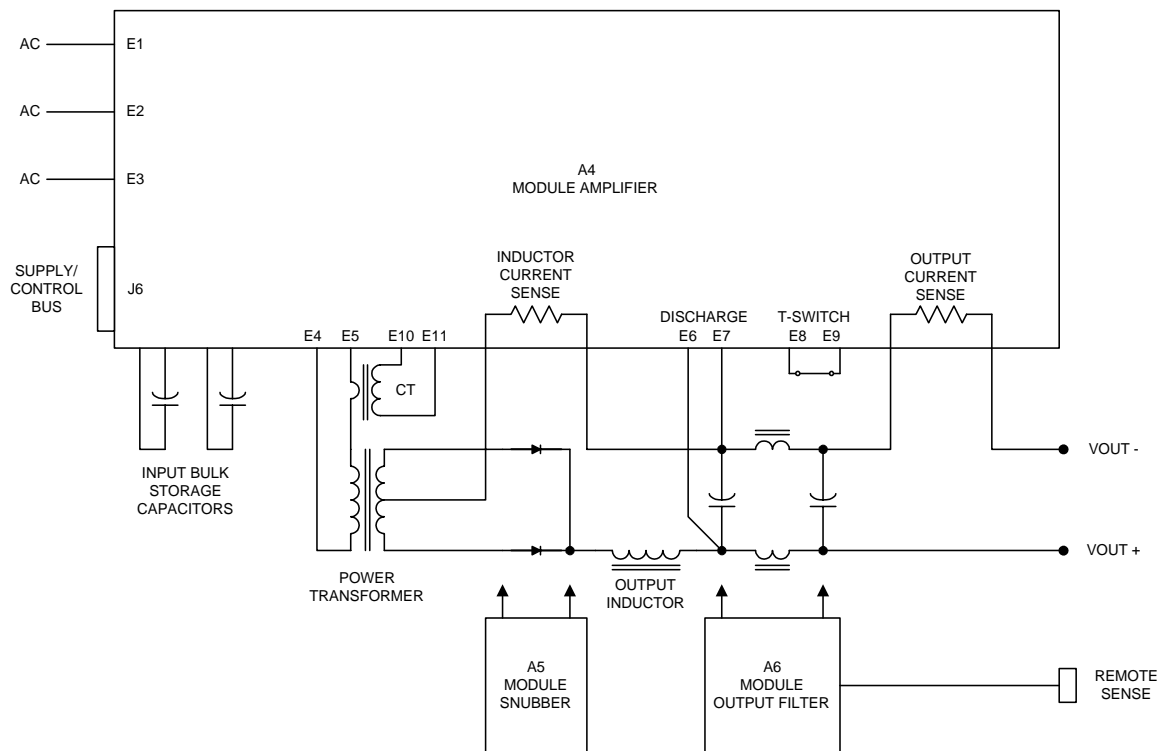 AC
E1
AC
E2
AC
E3
A4
MODULE AMPLIFIER
SUPPLY/
CONTROL
BUS
J6
INDUCTOR
CURRENT
SENSE
OUTPUT
CURRENT
SENSE
DISCHARGE
T-SWITCH
E4
E5
E10
E11
E6
E7
E8
E9
CT
INPUT BULK
STORAGE
CAPACITORS
VOUT -
VOUT +
POWER
TRANSFORMER
OUTPUT
INDUCTOR
A5
MODULE
SNUBBER
A6
MODULE
OUTPUT FILTER
REMOTE
SENSE